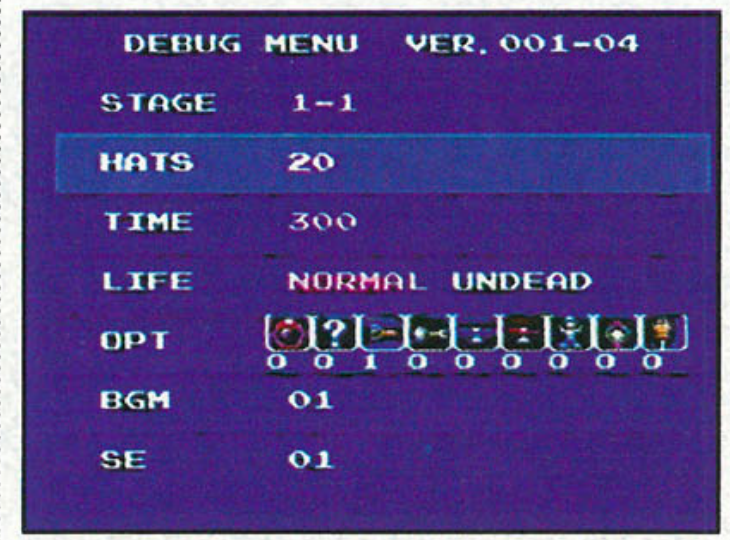 DEBUG MENU VER.001-04
STAGE 1-1
HATS 20
TIME 300
LIFE NORMAL UNDEAD
OPT ?
0 0 1 0 0 0 0 0 0
BGM 01
SE 01